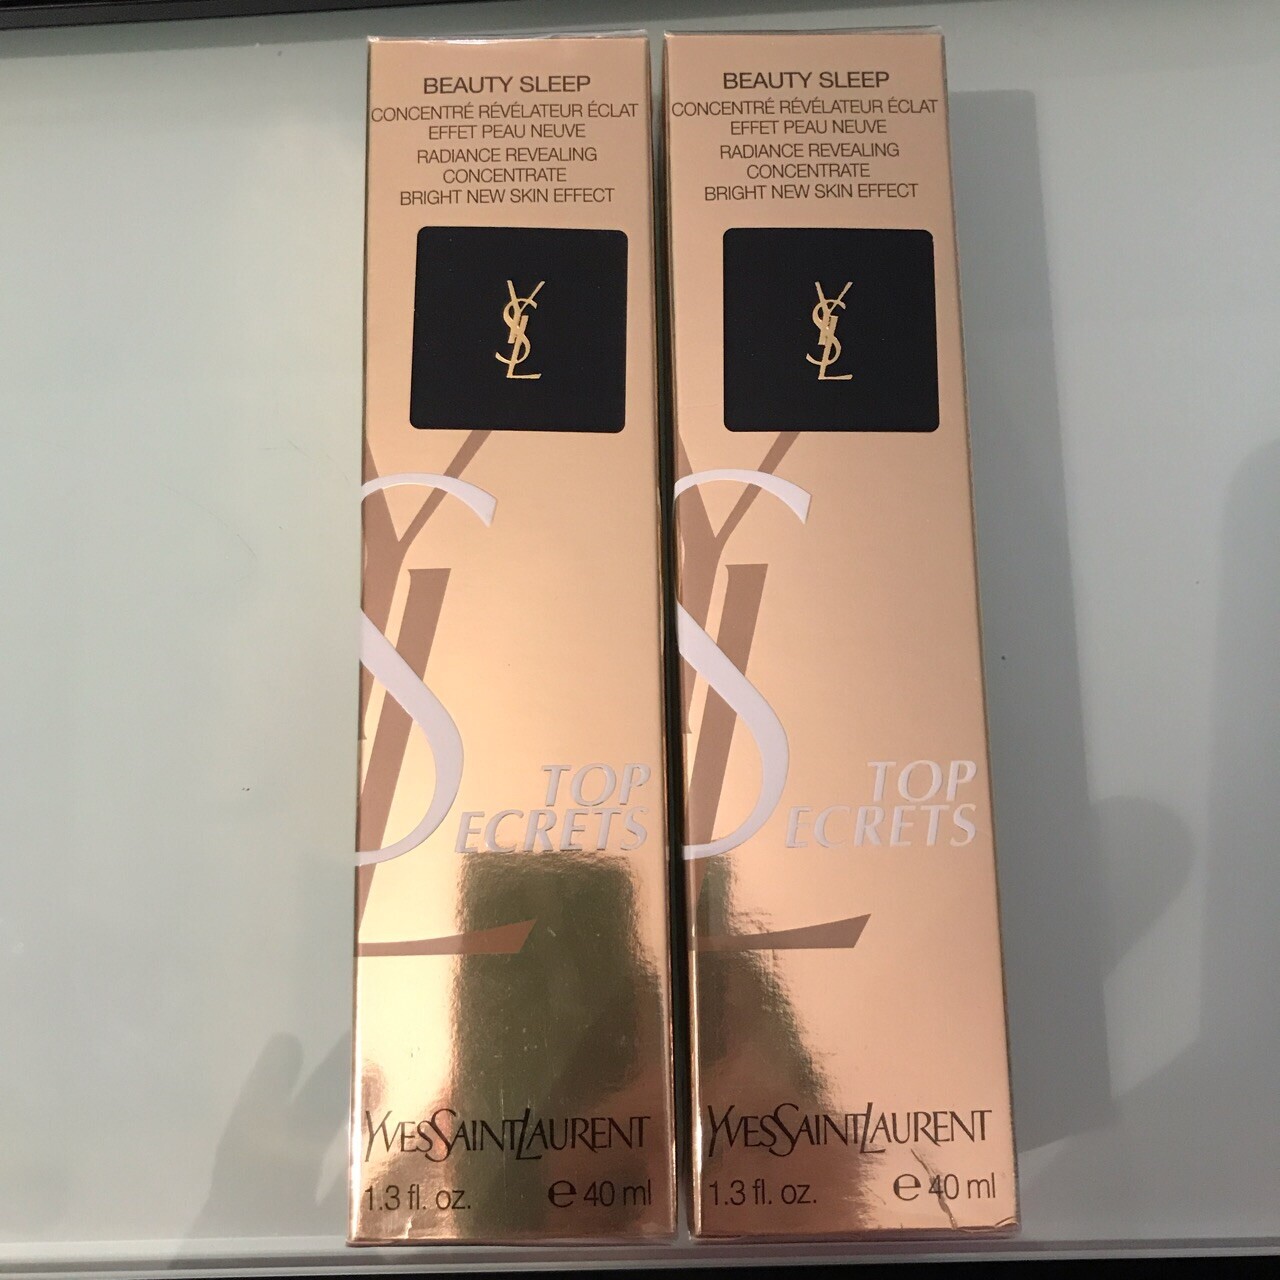 BEAUTY SLEEP
CONCENTRÉ RÉVÉLATEUR ÉCLAT
EFFET PEAU NEUVE
RADIANCE REVEALING
CONCENTRATE
BRIGHT NEW SKIN EFFECT
YSL
TOP
SECRETS
YVESSAINTLAURENT
1.3 fl. oz. ℮ 40 ml
BEAUTY SLEEP
CONCENTRÉ RÉVÉLATEUR ÉCLAT
EFFET PEAU NEUVE
RADIANCE REVEALING
CONCENTRATE
BRIGHT NEW SKIN EFFECT
YSL
TOP
SECRETS
YVESSAINTLAURENT
1.3 fl. oz. ℮ 40 ml